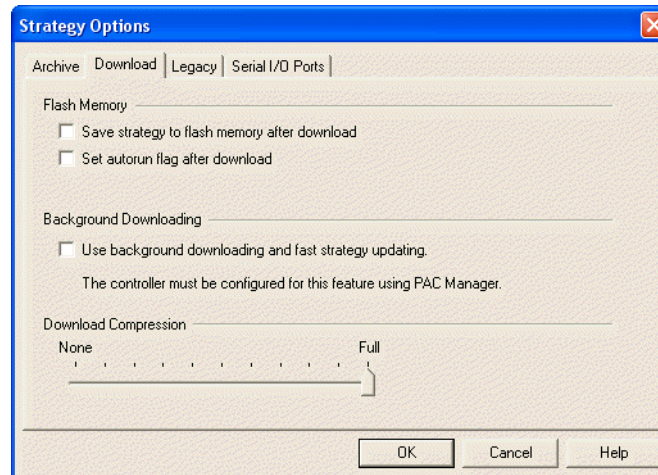 Strategy Options
Archive Download Legacy Serial I/O Ports
Flash Memory
Save strategy to flash memory after download
Set autorun flag after download
Background Downloading
Use background downloading and fast strategy updating.
The controller must be configured for this feature using PAC Manager.
Download Compression
None Full
OK Cancel Help